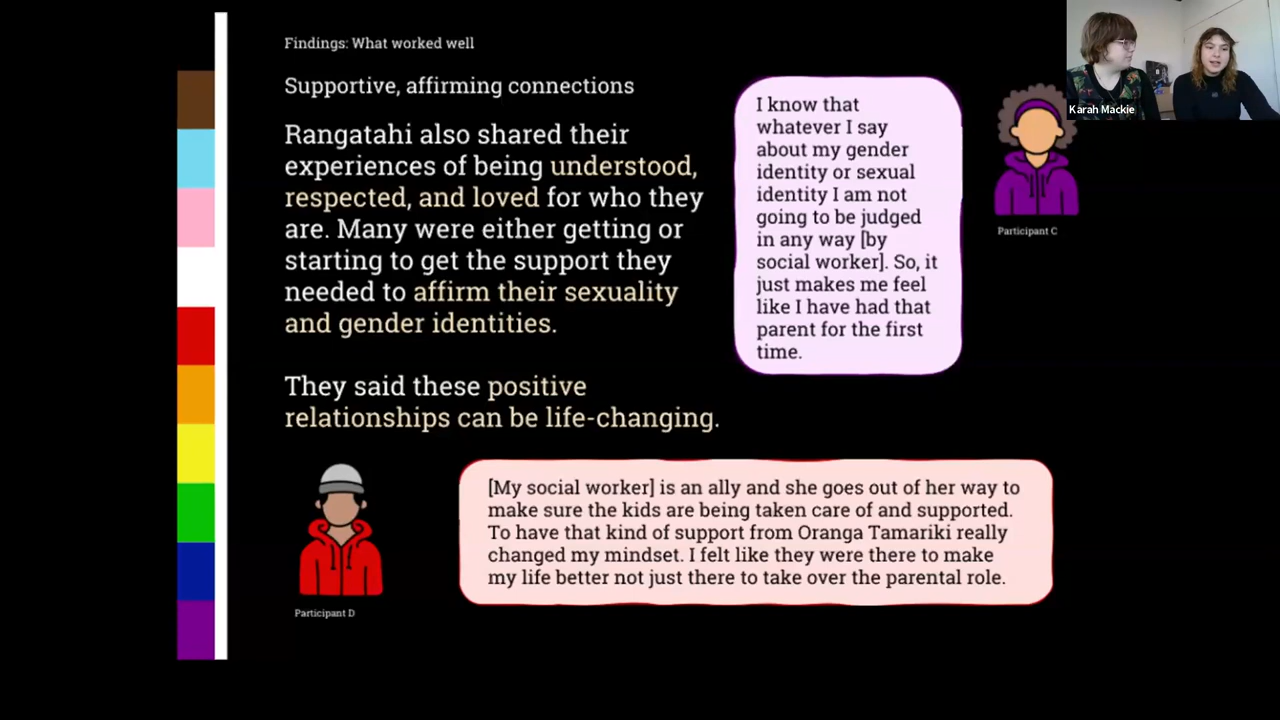 Findings: What worked well
Supportive, affirming connections
Rangatahi also shared their
experiences of being understood,
respected, and loved for who they
are. Many were either getting or
starting to get the support they
needed to affirm their sexuality
and gender identities.
They said these positive
relationships can be life-changing.
I know that
whatever I say
about my gender
identity or sexual
identity I am not
going to be judged
in any way [by
social worker]. So, it
just makes me feel
like I have had that
parent for the first
time.
Karah Mackie
Participant C
[My social worker] is an ally and she goes out of her way to
make sure the kids are being taken care of and supported.
To have that kind of support from Oranga Tamariki really
changed my mindset. I felt like they were there to make
my life better not just there to take over the parental role.
Participant D